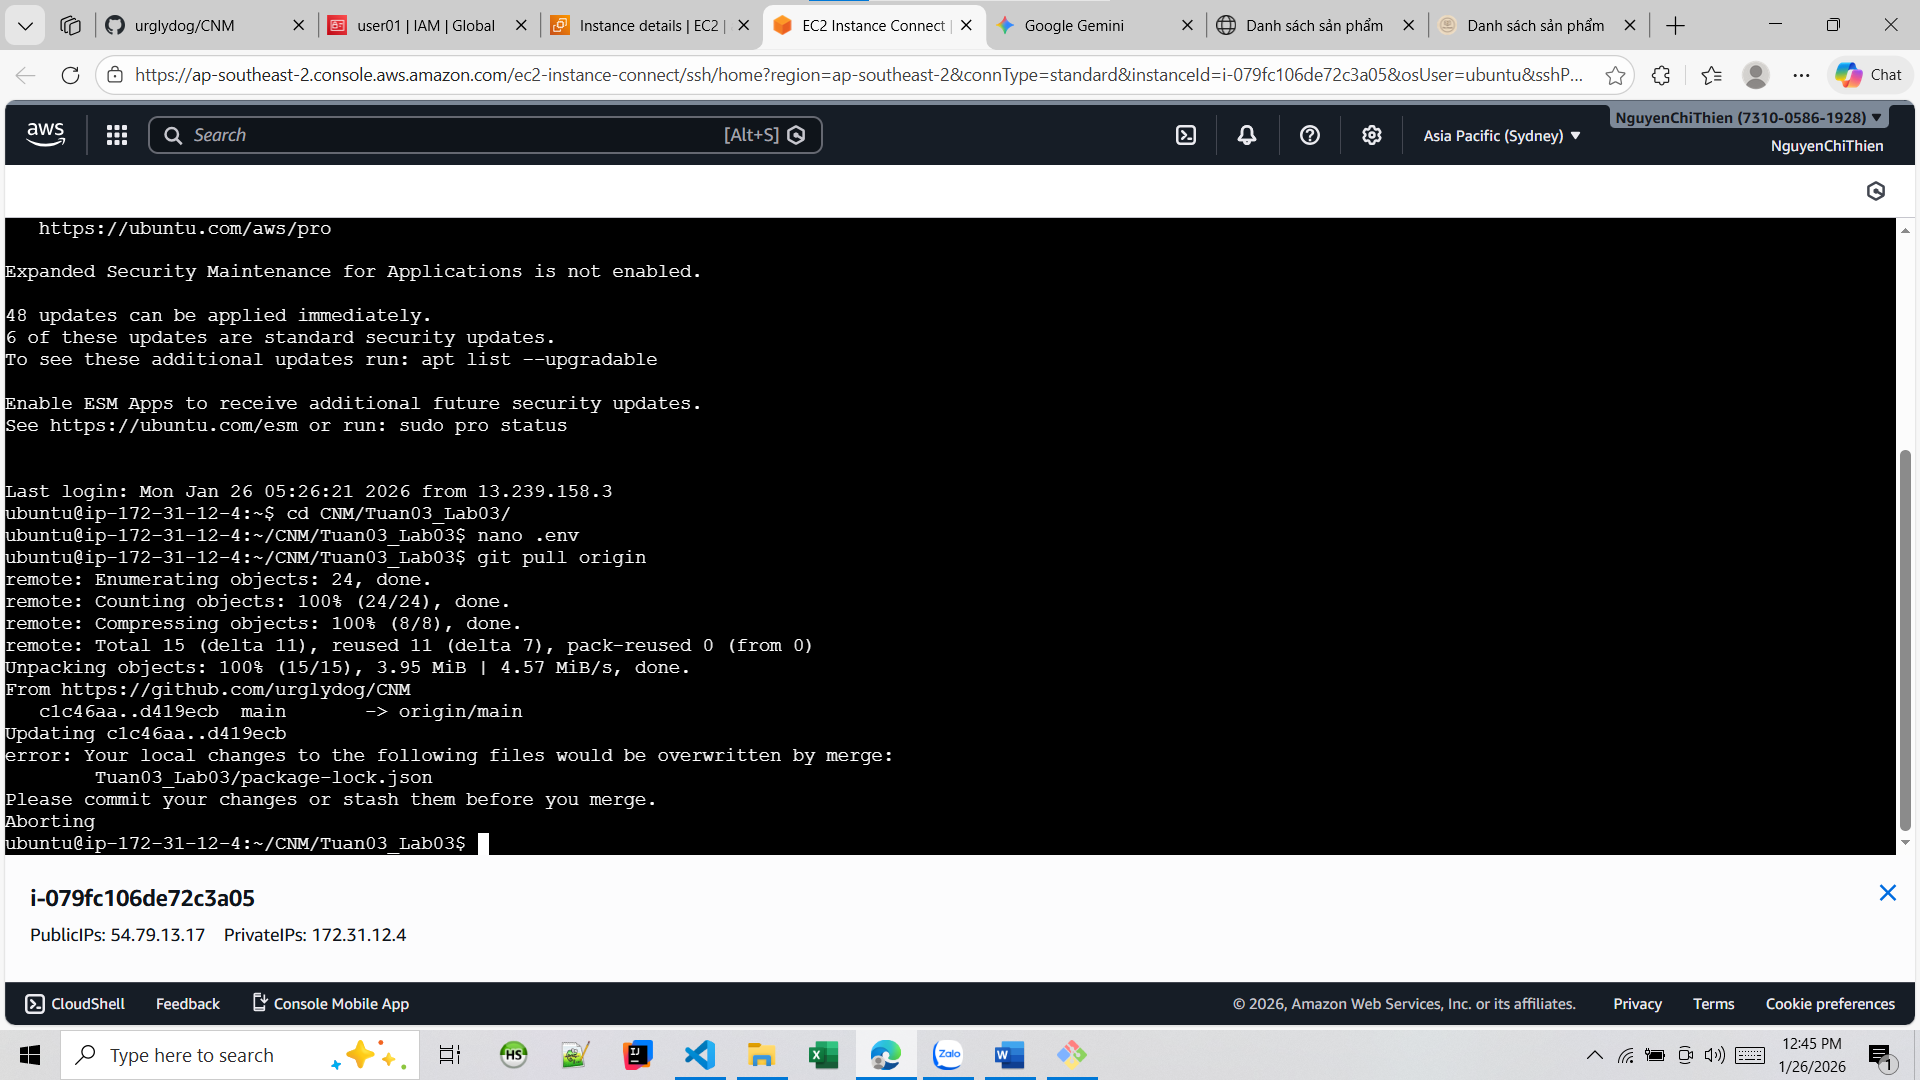 urglydog/CNM
user01 | IAM | Global
Instance details | EC2 |
EC2 Instance Connect |
Google Gemini
Danh sách sản phẩm
Danh sách sản phẩm
https://ap-southeast-2.console.aws.amazon.com/ec2-instance-connect/ssh/home?region=ap-southeast-2&connType=standard&instanceId=i-079fc106de72c3a05&osUser=ubuntu&sshP...
Chat
aws
Search
[Alt+S]
Asia Pacific (Sydney)
NguyenChiThien (7310-0586-1928)
NguyenChiThien
https://ubuntu.com/aws/pro
Expanded Security Maintenance for Applications is not enabled.
48 updates can be applied immediately.
6 of these updates are standard security updates.
To see these additional updates run: apt list --upgradable
Enable ESM Apps to receive additional future security updates.
See https://ubuntu.com/esm or run: sudo pro status
Last login: Mon Jan 26 05:26:21 2026 from 13.239.158.3
ubuntu@ip-172-31-12-4:~$ cd CNM/Tuan03_Lab03/
ubuntu@ip-172-31-12-4:~/CNM/Tuan03_Lab03$ nano .env
ubuntu@ip-172-31-12-4:~/CNM/Tuan03_Lab03$ git pull origin
remote: Enumerating objects: 24, done.
remote: Counting objects: 100% (24/24), done.
remote: Compressing objects: 100% (8/8), done.
remote: Total 15 (delta 11), reused 11 (delta 7), pack-reused 0 (from 0)
Unpacking objects: 100% (15/15), 3.95 MiB | 4.57 MiB/s, done.
From https://github.com/urglydog/CNM
c1c46aa..d419ecb  main       -> origin/main
Updating c1c46aa..d419ecb
error: Your local changes to the following files would be overwritten by merge:
Tuan03_Lab03/package-lock.json
Please commit your changes or stash them before you merge.
Aborting
ubuntu@ip-172-31-12-4:~/CNM/Tuan03_Lab03$
i-079fc106de72c3a05
PublicIPs: 54.79.13.17 PrivateIPs: 172.31.12.4
CloudShell
Feedback
Console Mobile App
© 2026, Amazon Web Services, Inc. or its affiliates.
Privacy
Terms
Cookie preferences
Type here to search
HS
IJ
Zalo
W
12:45 PM
1/26/2026
1